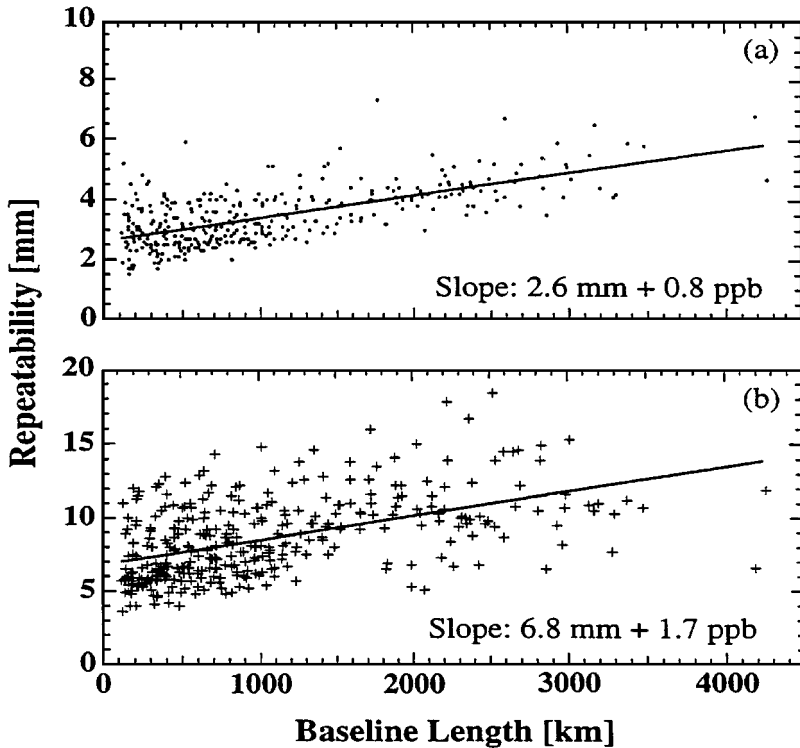 10
8
6
4
2
0
(a)
Slope: 2.6 mm + 0.8 ppb
Repeatability [mm]
20
15
10
5
0
(b)
Slope: 6.8 mm + 1.7 ppb
0 1000 2000 3000 4000
Baseline Length [km]